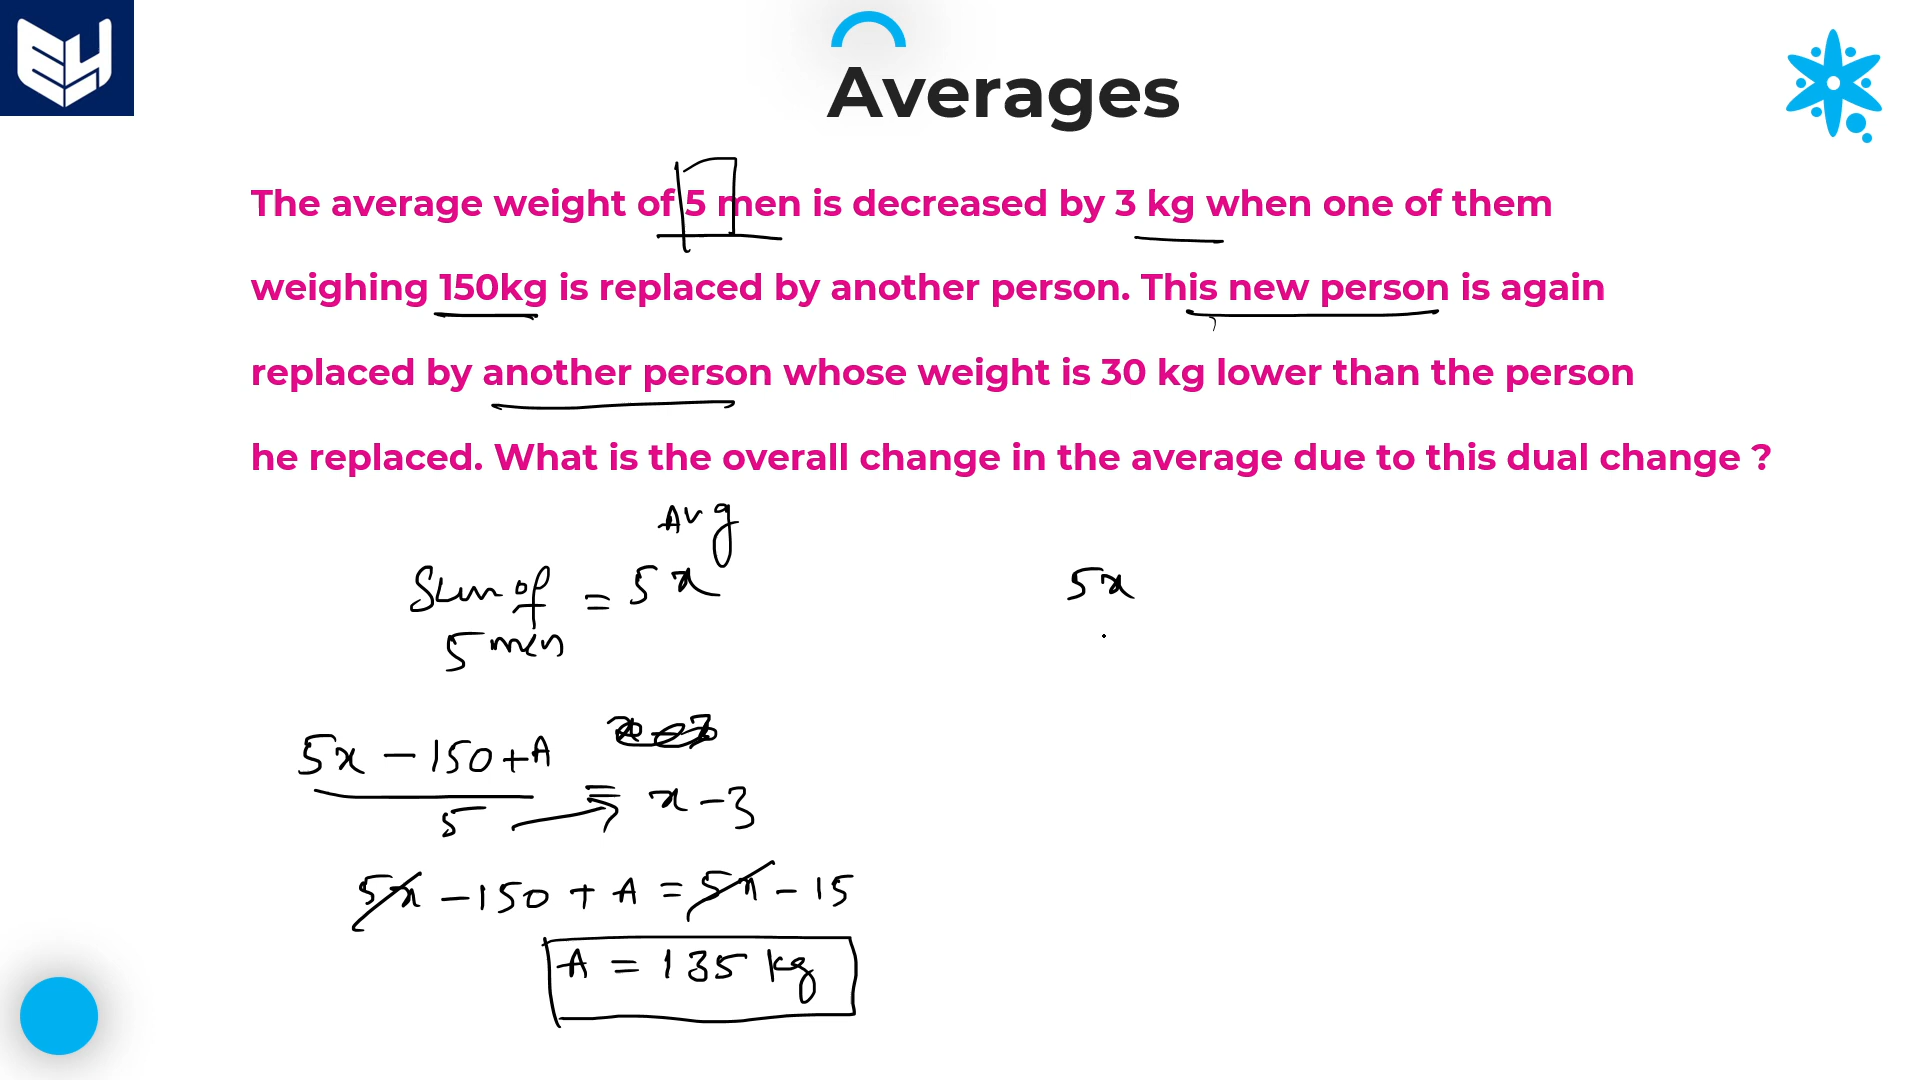 EY
Averages
The average weight of 5 men is decreased by 3 kg when one of them
weighing 150kg is replaced by another person. This new person is again
replaced by another person whose weight is 30 kg lower than the person
he replaced. What is the overall change in the average due to this dual change ?
Avg
Sum of = 5x
5 men
5x
5x - 150 + A
5 = x - 3
5x - 150 + A = 5x - 15
A = 135 kg